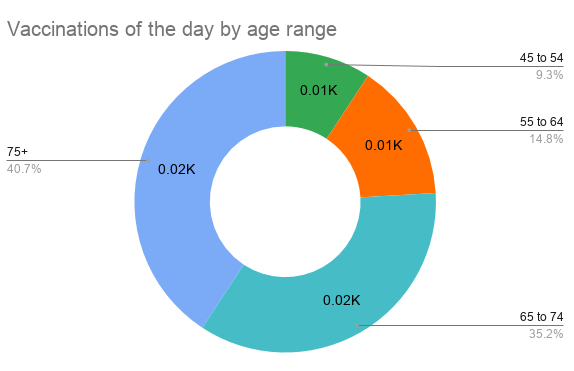 Vaccinations of the day by age range
45 to 54
9.3%
0.01K
55 to 64
14.8%
0.01K
75+
40.7%
0.02K
0.02K
65 to 74
35.2%